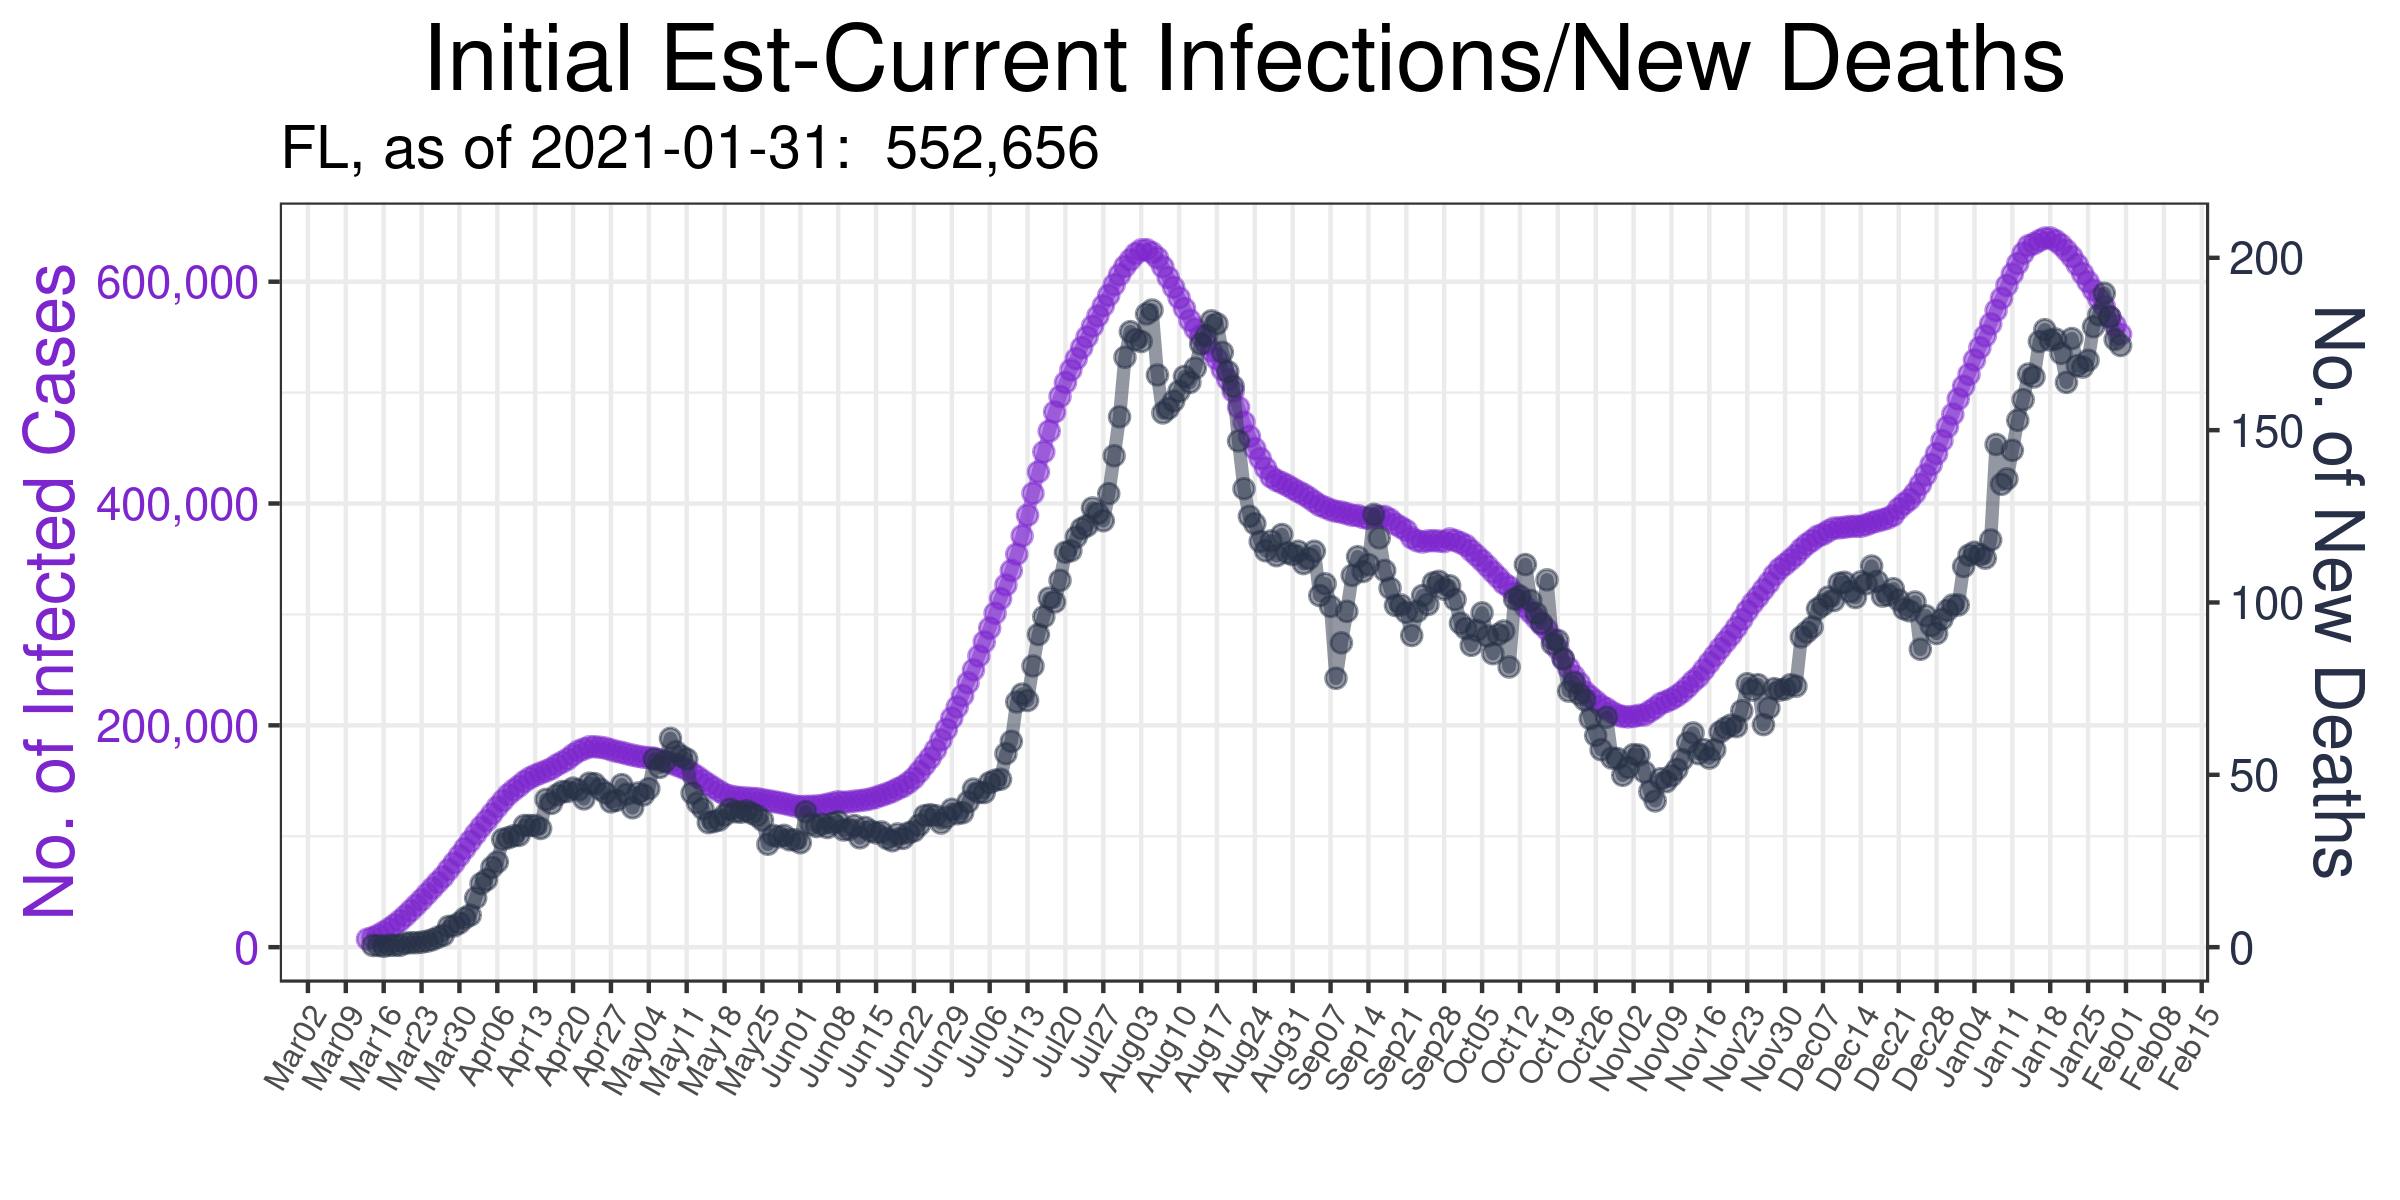 Initial Est-Current Infections/New Deaths
FL, as of 2021-01-31: 552,656
No. of Infected Cases
600,000
400,000
200,000
0
200
150
100
50
0
No. of New Deaths
Mar02
Mar09
Mar16
Mar23
Mar30
Apr06
Apr13
Apr20
Apr27
May04
May11
May18
May25
Jun01
Jun08
Jun15
Jun22
Jun29
Jul06
Jul13
Jul20
Jul27
Aug03
Aug10
Aug17
Aug24
Aug31
Sep07
Sep14
Sep21
Sep28
Oct05
Oct12
Oct19
Oct26
Nov02
Nov09
Nov16
Nov23
Nov30
Dec07
Dec14
Dec21
Dec28
Jan04
Jan11
Jan18
Jan25
Feb01
Feb08
Feb15